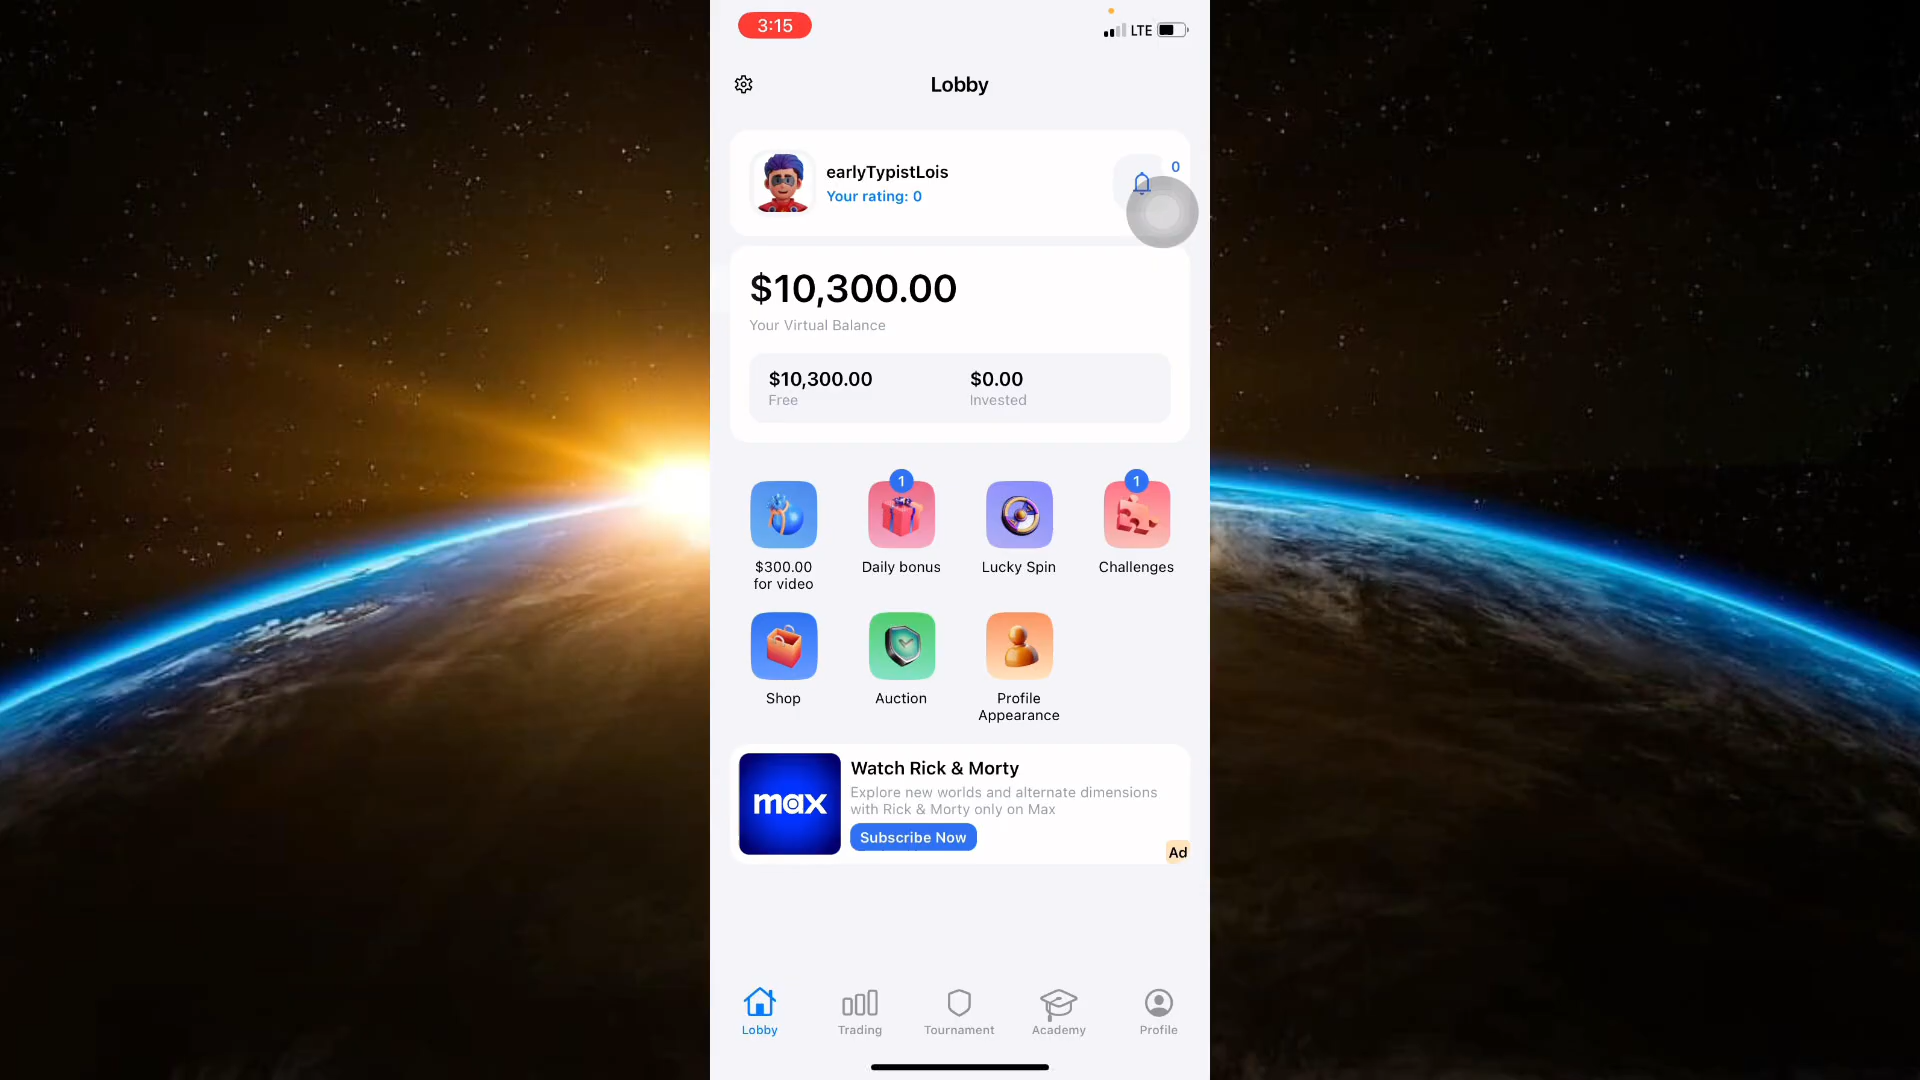 3:15
LTE
Lobby
earlyTypistLois
Your rating: 0
0
$10,300.00
Your Virtual Balance
$10,300.00
Free
$0.00
Invested
1
1
$300.00
for video
Daily bonus
Lucky Spin
Challenges
Shop
Auction
Profile
Appearance
max
Watch Rick & Morty
Explore new worlds and alternate dimensions
with Rick & Morty only on Max
Subscribe Now
Ad
Lobby
Trading
Tournament
Academy
Profile